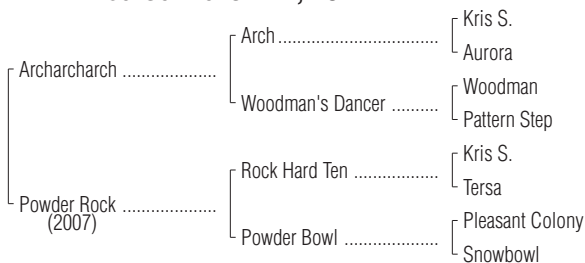 Kris S.
Arch ........................................
Aurora
Archarcharch ....................
Woodman
Woodman's Dancer ..........
Pattern Step
Kris S.
Rock Hard Ten ..................
Tersa
Powder Rock ....................
(2007)
Pleasant Colony
Powder Bowl ....................
Snowbowl